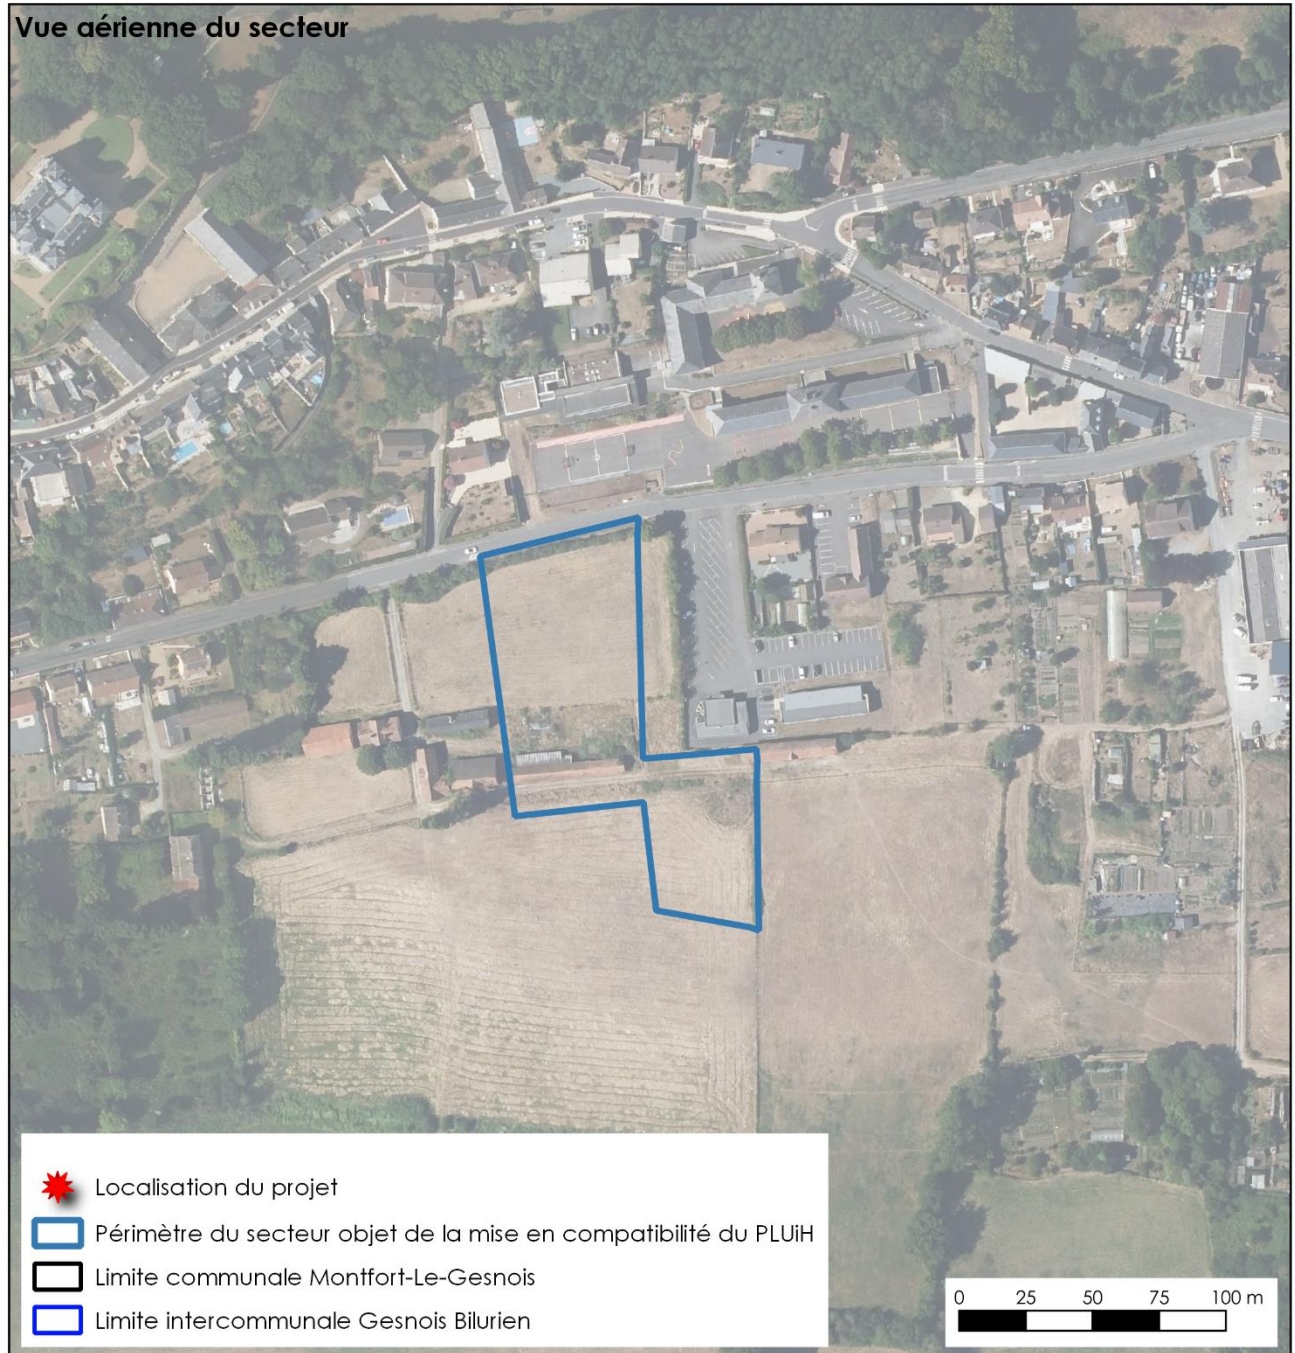 Vue aérienne du secteur
Localisation du projet
Périmètre du secteur objet de la mise en compatibilité du PLUiH
Limite communale Montfort-Le-Gesnois
Limite intercommunale Gesnois Bilurien
0 25 50 75 100 m